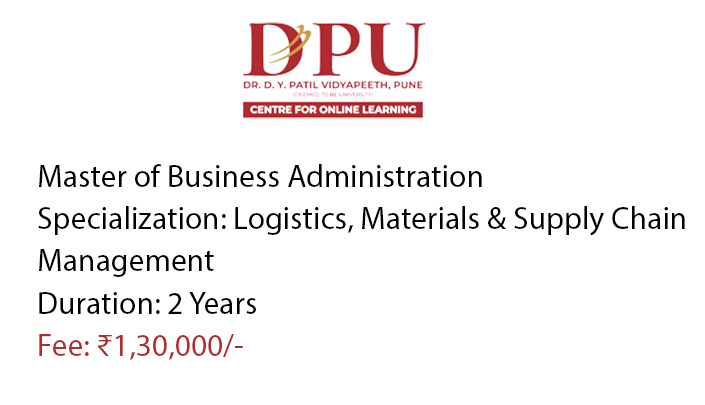 DPU
DR. D. Y. PATIL VIDYAPEETH, PUNE
(DEEMED TO BE UNIVERSITY)
CENTRE FOR ONLINE LEARNING
Master of Business Administration
Specialization: Logistics, Materials & Supply Chain
Management
Duration: 2 Years
Fee: ₹1,30,000/-